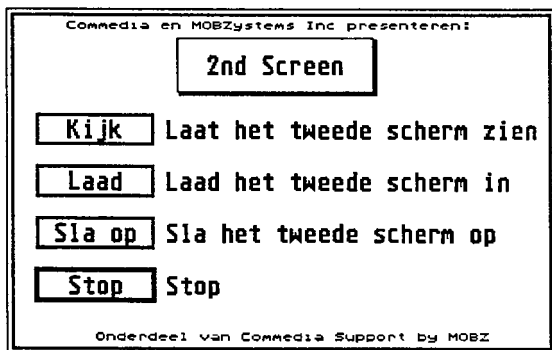 Commedia en MOBZystems Inc presenteren:
2nd Screen
Kijk Laat het tweede scherm zien
Laad Laad het tweede scherm in
Sla op Sla het tweede scherm op
Stop Stop
Onderdeel van Commedia Support by MOBZ